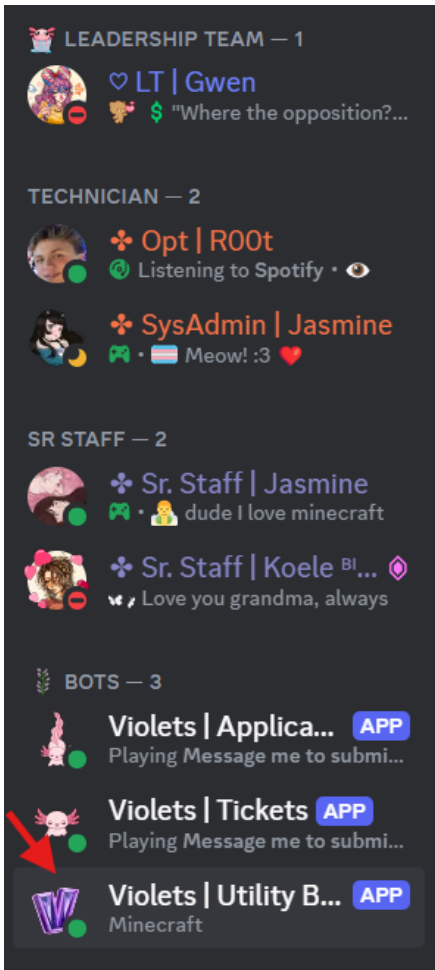 LEADERSHIP TEAM — 1
♡ LT | Gwen
$ "Where the opposition?...
TECHNICIAN — 2
✤ Opt | R00t
Listening to Spotify •
✤ SysAdmin | Jasmine
• Meow! :3
SR STAFF — 2
✤ Sr. Staff | Jasmine
• dude I love minecraft
✤ Sr. Staff | Koele ᴮᴵ...
Love you grandma, always
BOTS — 3
Violets | Applica... APP
Playing Message me to submi...
Violets | Tickets APP
Playing Message me to submi...
Violets | Utility B... APP
Minecraft